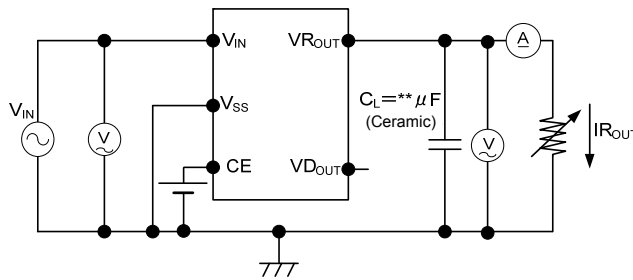 V_IN
V
V_IN
V_SS
CE
VR_OUT
VD_OUT
C_L=** μF
(Ceramic)
V
A
IR_OUT